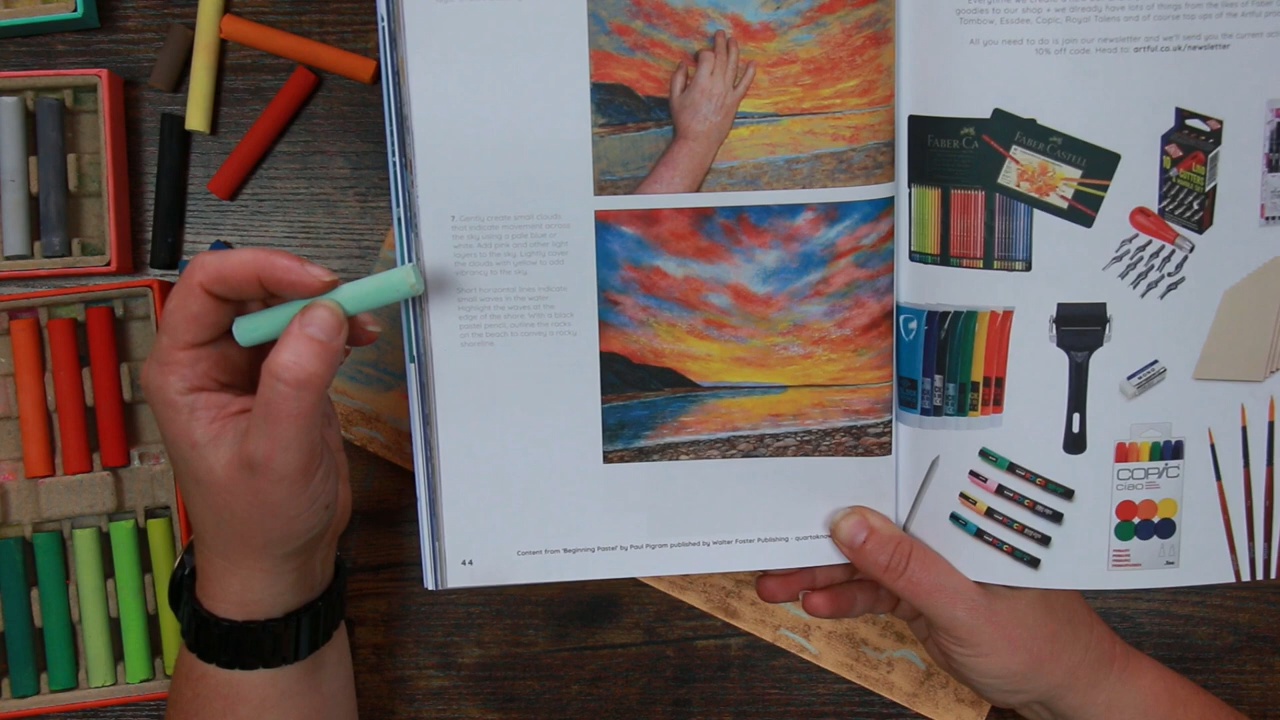 7. Gently create small clouds
that indicate movement across
the sky using a pale blue or
white. Add pink and other light
layers to the sky. Lightly cover
the clouds with yellow to add
vibrancy to the sky.
Short horizontal lines indicate
small waves in the water.
Highlight the waves at the
edge of the shore. With a black
pastel pencil, outline the rocks
on the beach to convey a rocky
shoreline.
Content from 'Beginning Pastel' by Paul Pigram published by Walter Foster Publishing -
44
goodies to our shop + we already have lots of things from the likes of Faber
Tombow, Essdee, Copic, Royal Talens and of course top ups of the Artful
All you need to do is join our newsletter and we'll send you the current
10% off code. Head to: artful.co.uk/newsletter
FABER-CA
FABER-CASTELL
10
LINO
CUTTERS
COPIC
ciao